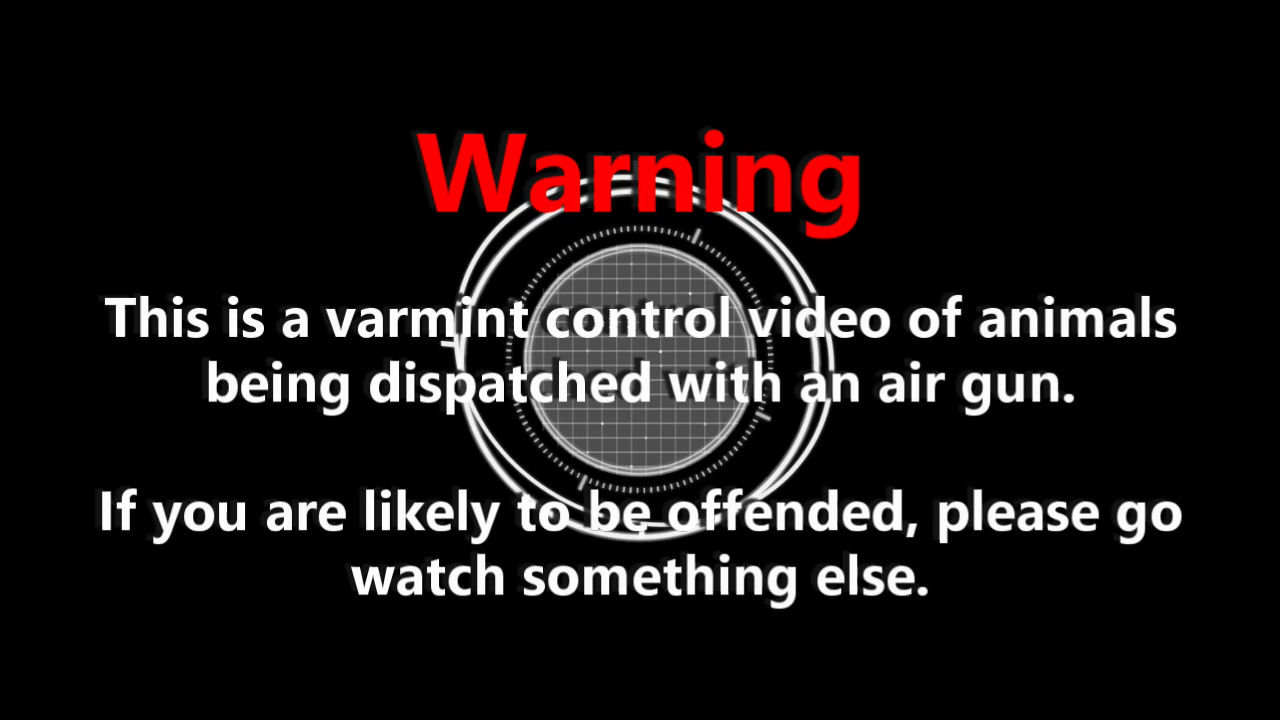 Warning
This is a varmint control video of animals
being dispatched with an air gun.
If you are likely to be offended, please go
watch something else.